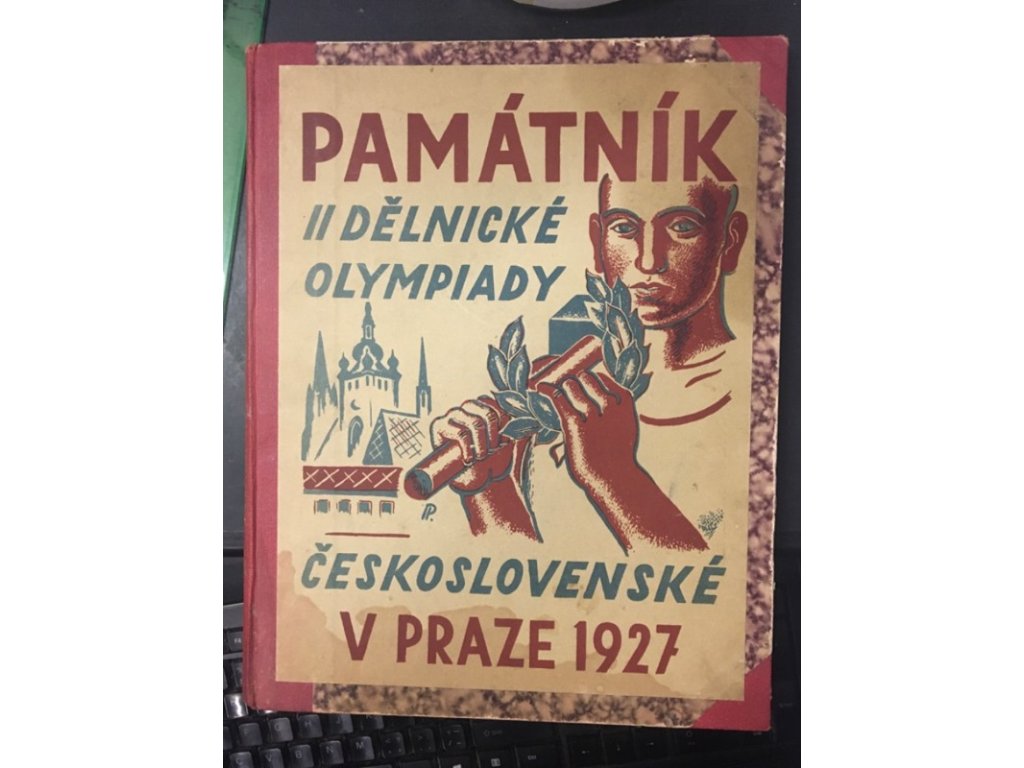 PAMÁTNÍK
II DĚLNICKÉ
OLYMPIADY
P.
ČESKOSLOVENSKÉ
V PRAZE 1927